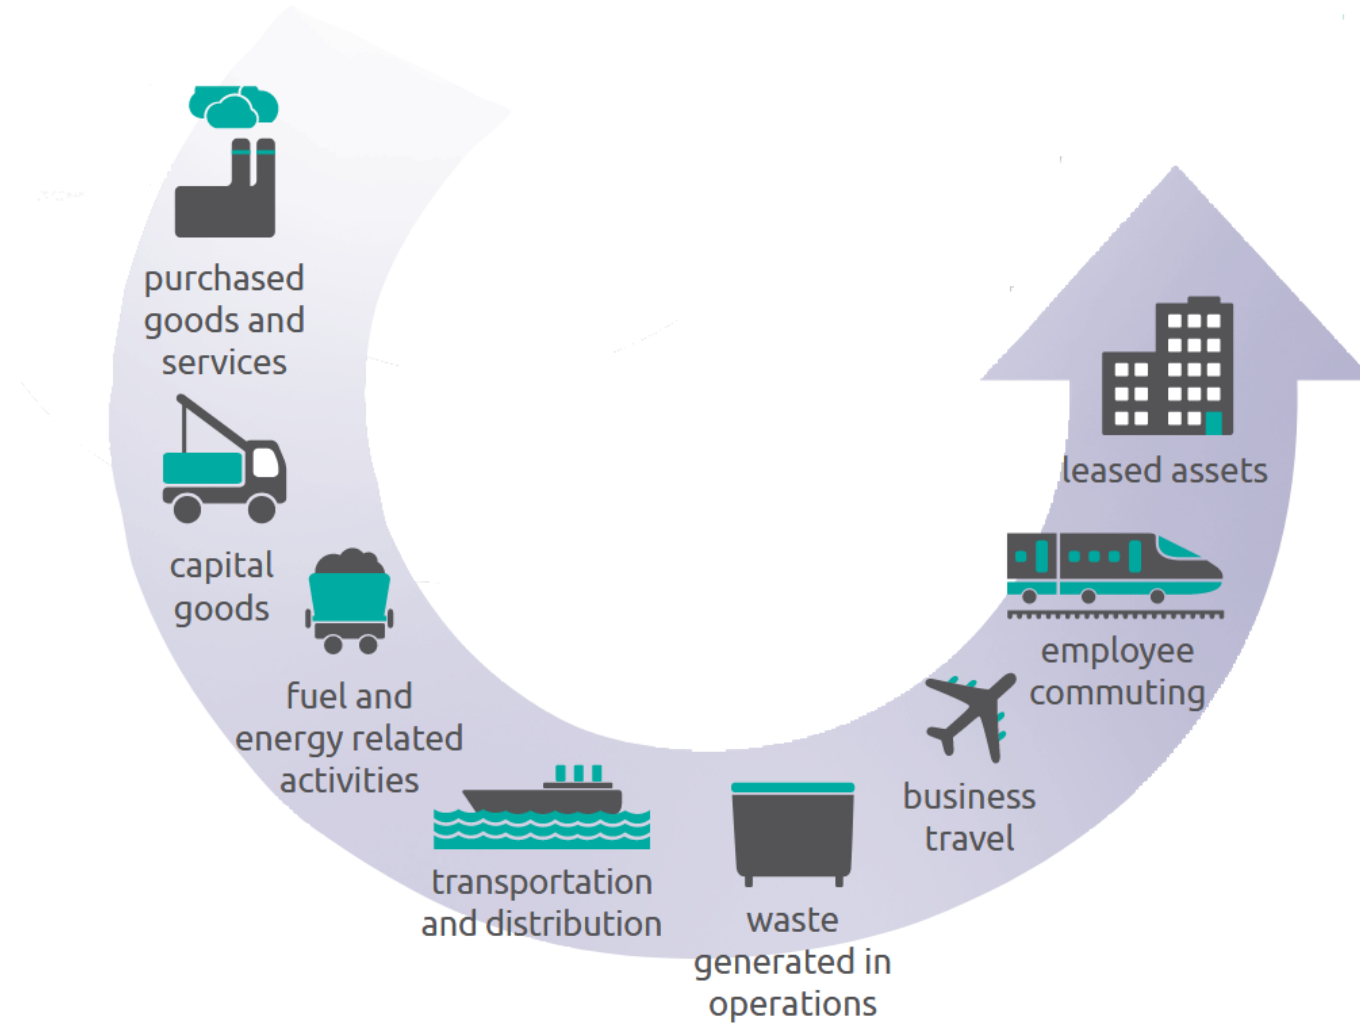 purchased
goods and
services
capital
goods
fuel and
energy related
activities
transportation
and distribution
waste
generated in
operations
business
travel
employee
commuting
leased assets